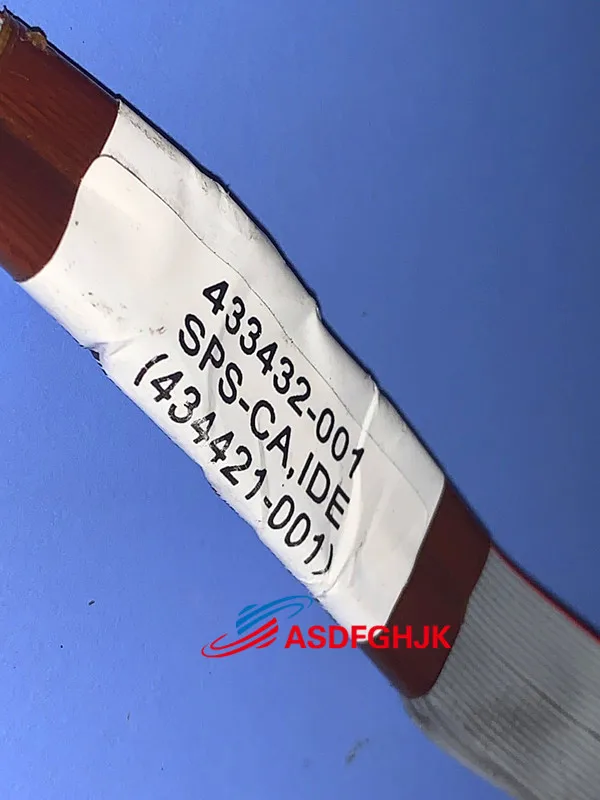 433432-001
SPS-CA,IDE
(434421-001)
ASDFGHJK